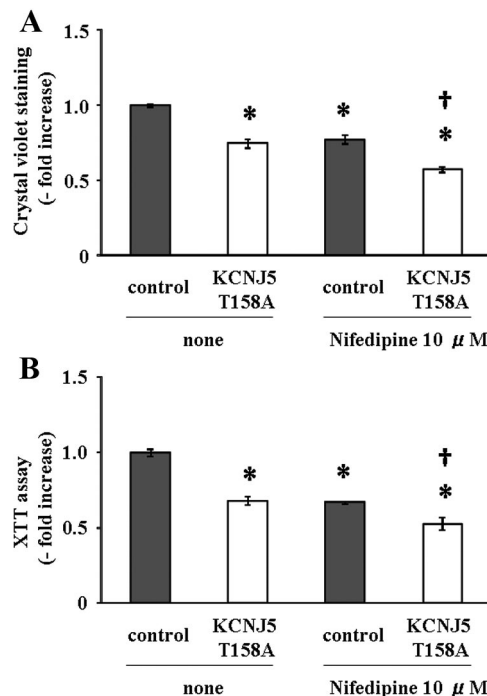 A
Crystal violet staining
(- fold increase)
1.5
1.0
0.5
0
*
*
†
*
control
KCNJ5
T158A
control
KCNJ5
T158A
none
Nifedipine 10 μM
B
XTT assay
(- fold increase)
1.5
1.0
0.5
0
*
*
†
*
control
KCNJ5
T158A
control
KCNJ5
T158A
none
Nifedipine 10 μM